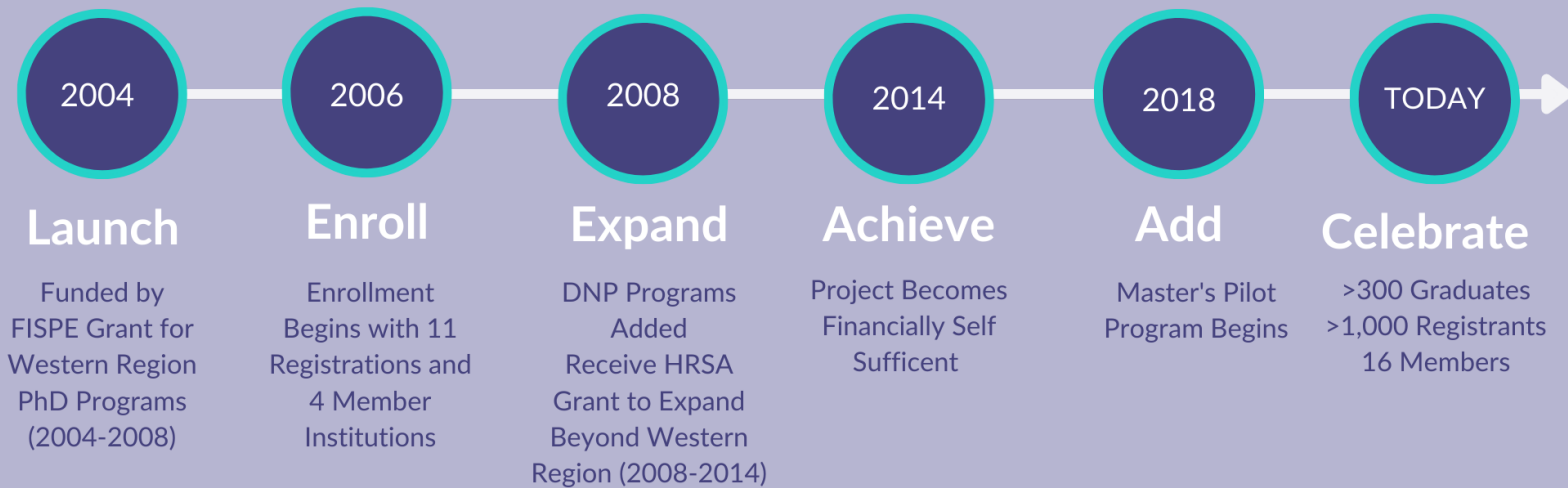 2004
Launch
Funded by
FISPE Grant for
Western Region
PhD Programs
(2004-2008)
2006
Enroll
Enrollment
Begins with 11
Registrations and
4 Member
Institutions
2008
Expand
DNP Programs
Added
Receive HRSA
Grant to Expand
Beyond Western
Region (2008-2014)
2014
Achieve
Project Becomes
Financially Self
Sufficent
2018
Add
Master's Pilot
Program Begins
TODAY
Celebrate
>300 Graduates
>1,000 Registrants
16 Members